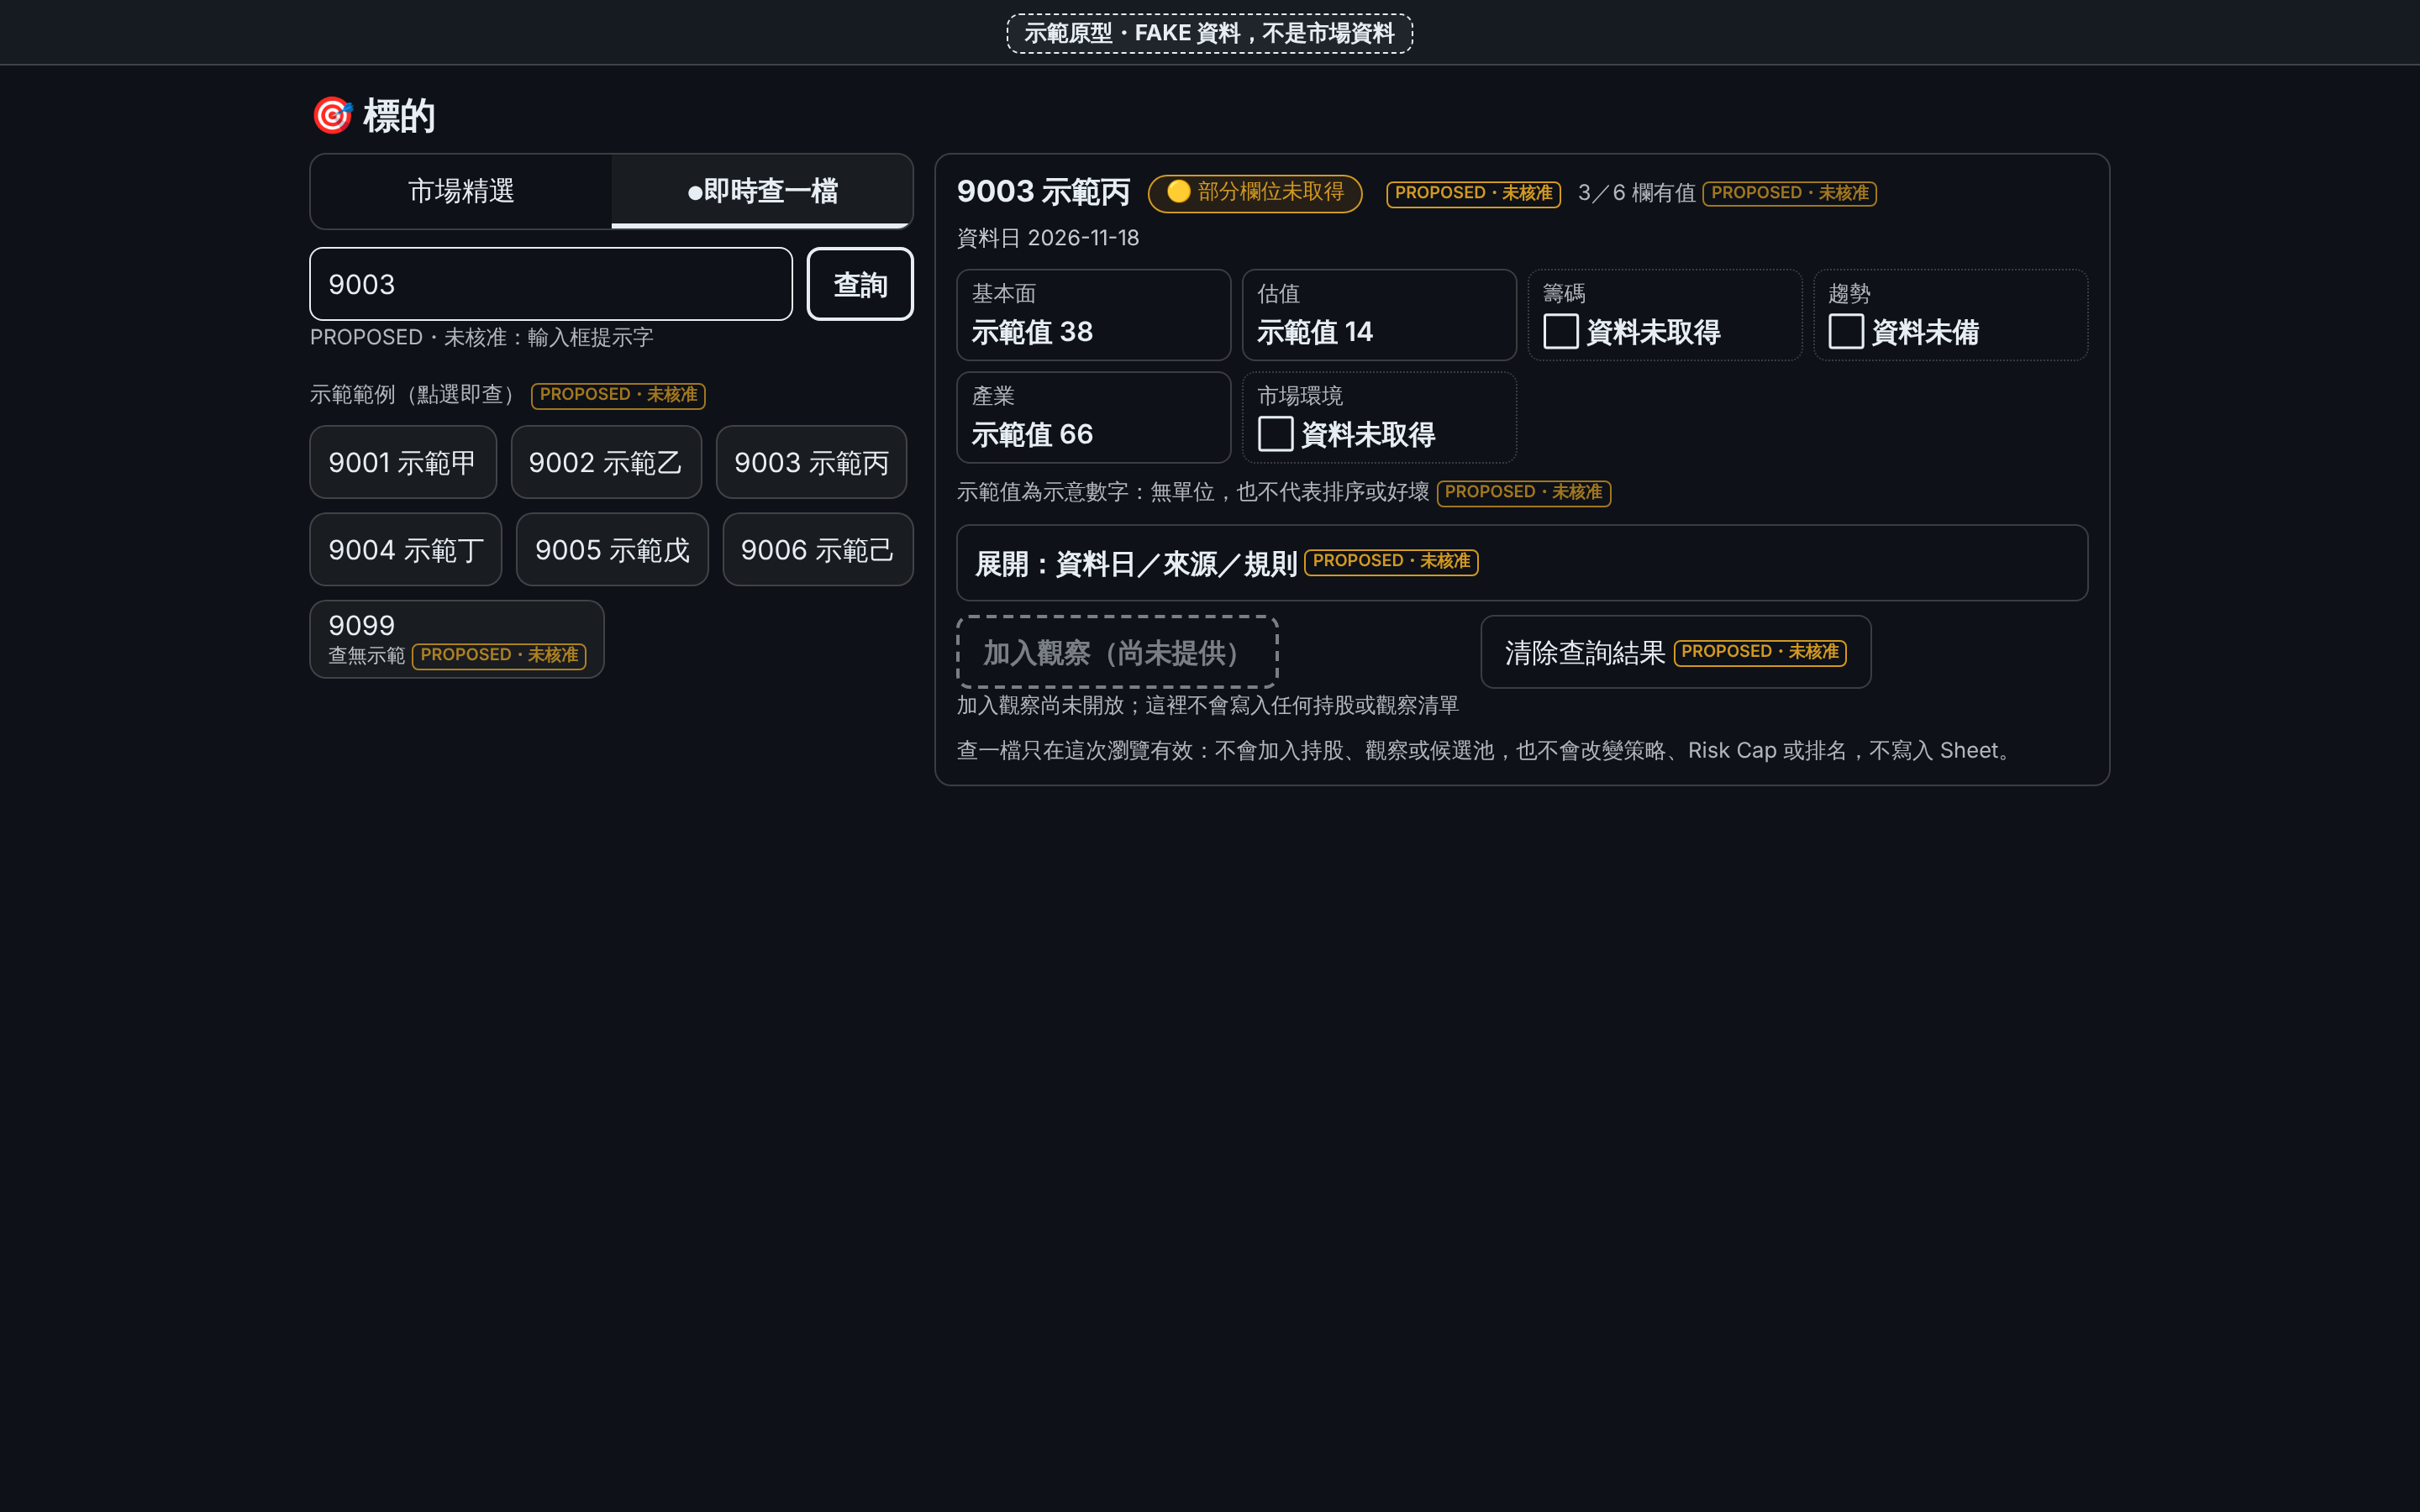 示範原型・FAKE 資料，不是市場資料
🎯 標的
市場精選
●即時查一檔
9003
查詢
PROPOSED・未核准：輸入框提示字
示範範例（點選即查） PROPOSED・未核准
9001 示範甲
9002 示範乙
9003 示範丙
9004 示範丁
9005 示範戊
9006 示範己
9099
查無示範 PROPOSED・未核准
9003 示範丙 🟡 部分欄位未取得 PROPOSED・未核准 3／6 欄有值 PROPOSED・未核准
資料日 2026-11-18
基本面
示範值 38
估值
示範值 14
籌碼
⬜ 資料未取得
趨勢
⬜ 資料未備
產業
示範值 66
市場環境
⬜ 資料未取得
示範值為示意數字：無單位，也不代表排序或好壞 PROPOSED・未核准
展開：資料日／來源／規則 PROPOSED・未核准
加入觀察（尚未提供）
清除查詢結果 PROPOSED・未核准
加入觀察尚未開放；這裡不會寫入任何持股或觀察清單
查一檔只在這次瀏覽有效：不會加入持股、觀察或候選池，也不會改變策略、Risk Cap 或排名，不寫入 Sheet。